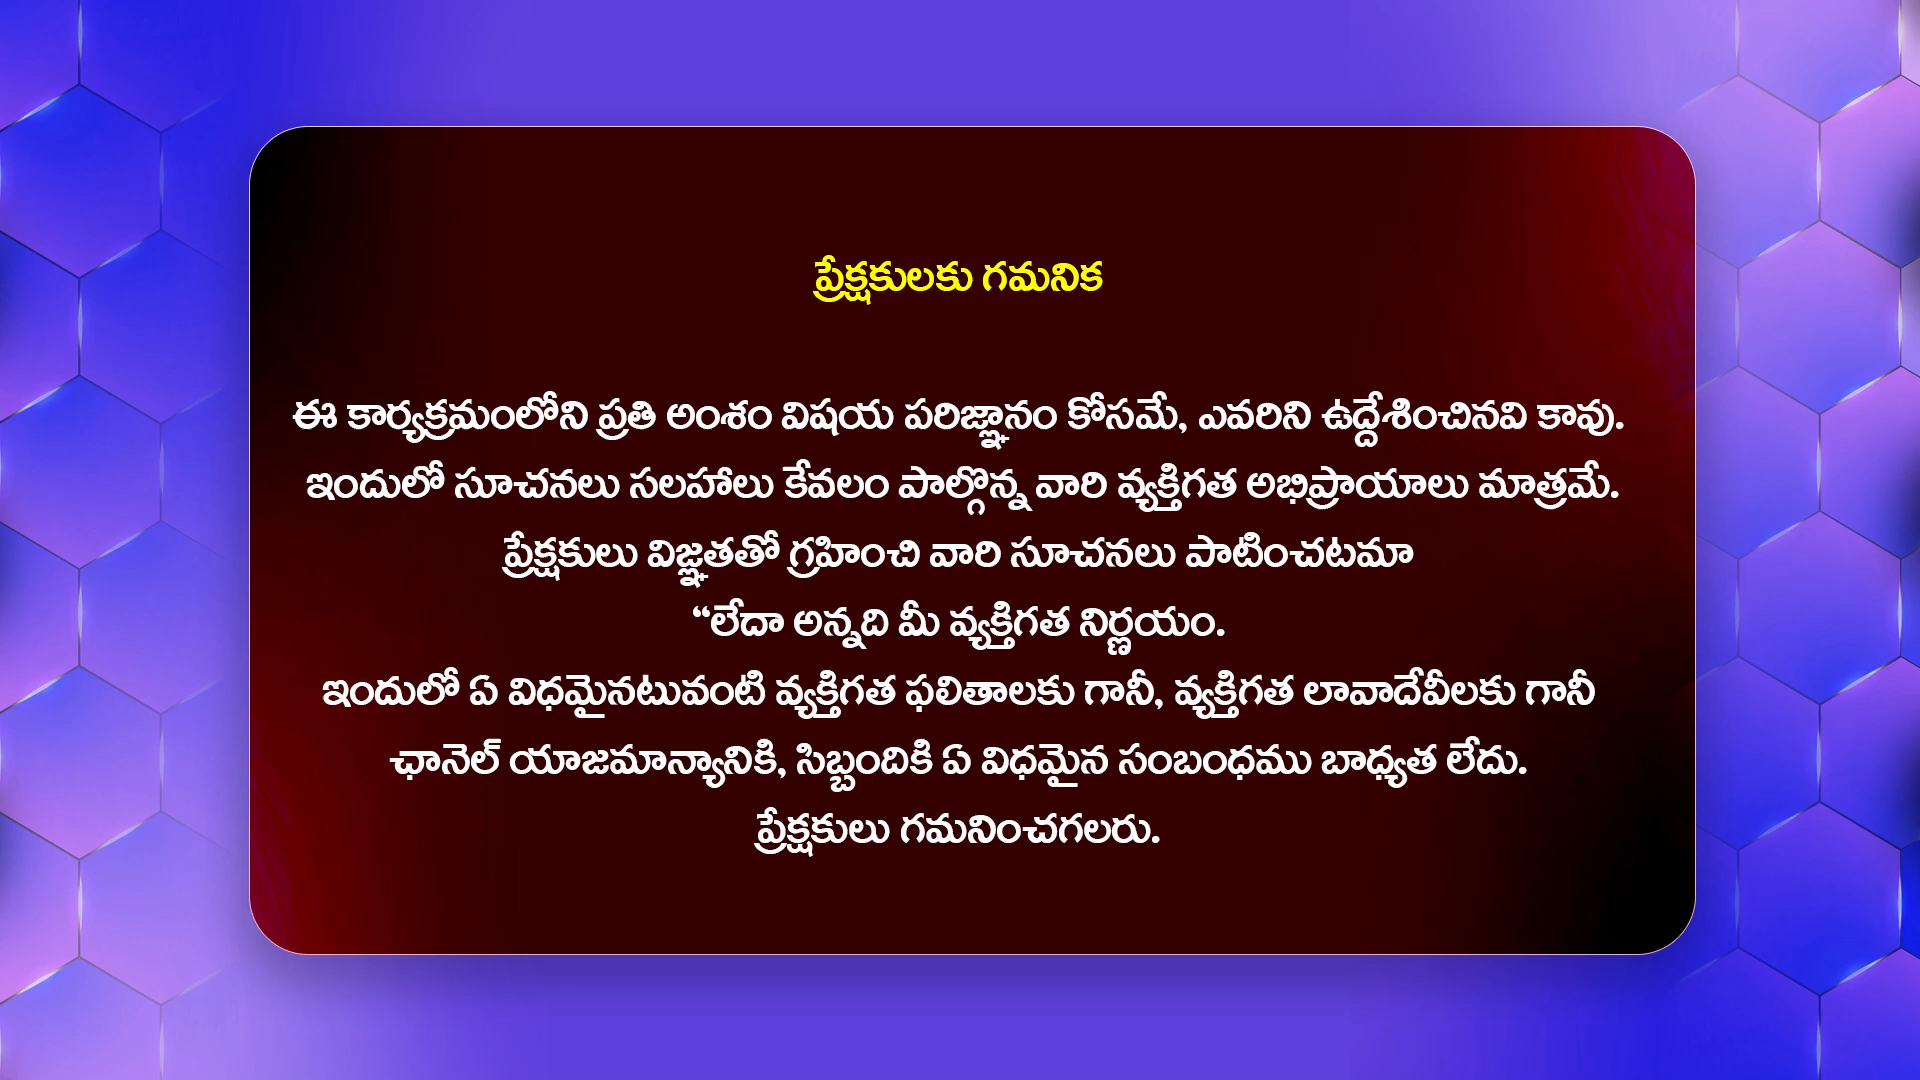 ప్రేక్షకులకు గమనిక
ఈ కార్యక్రమంలోని ప్రతి అంశం విషయ పరిజ్ఞానం కోసమే, ఎవరిని ఉద్దేశించినవి కావు.
ఇందులో సూచనలు సలహాలు కేవలం పాల్గొన్న వారి వ్యక్తిగత అభిప్రాయాలు మాత్రమే.
ప్రేక్షకులు విజ్ఞతతో గ్రహించి వారి సూచనలు పాటించటమా
“లేదా అన్నది మీ వ్యక్తిగత నిర్ణయం.
ఇందులో ఏ విధమైనటువంటి వ్యక్తిగత ఫలితాలకు గానీ, వ్యక్తిగత లావాదేవీలకు గానీ
ఛానెల్ యాజమాన్యానికి, సిబ్బందికి ఏ విధమైన సంబంధము బాధ్యత లేదు.
ప్రేక్షకులు గమనించగలరు.